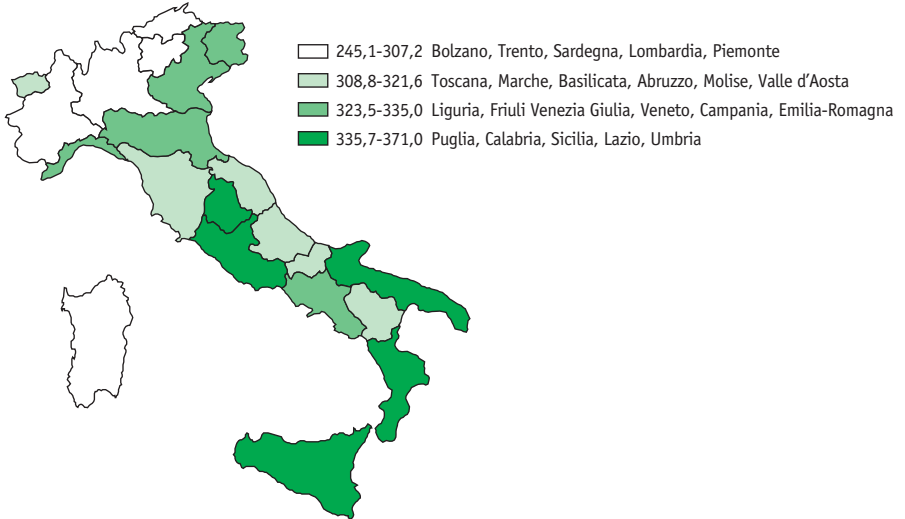 245,1-307,2 Bolzano, Trento, Sardegna, Lombardia, Piemonte
308,8-321,6 Toscana, Marche, Basilicata, Abruzzo, Molise, Valle d'Aosta
323,5-335,0 Liguria, Friuli Venezia Giulia, Veneto, Campania, Emilia-Romagna
335,7-371,0 Puglia, Calabria, Sicilia, Lazio, Umbria